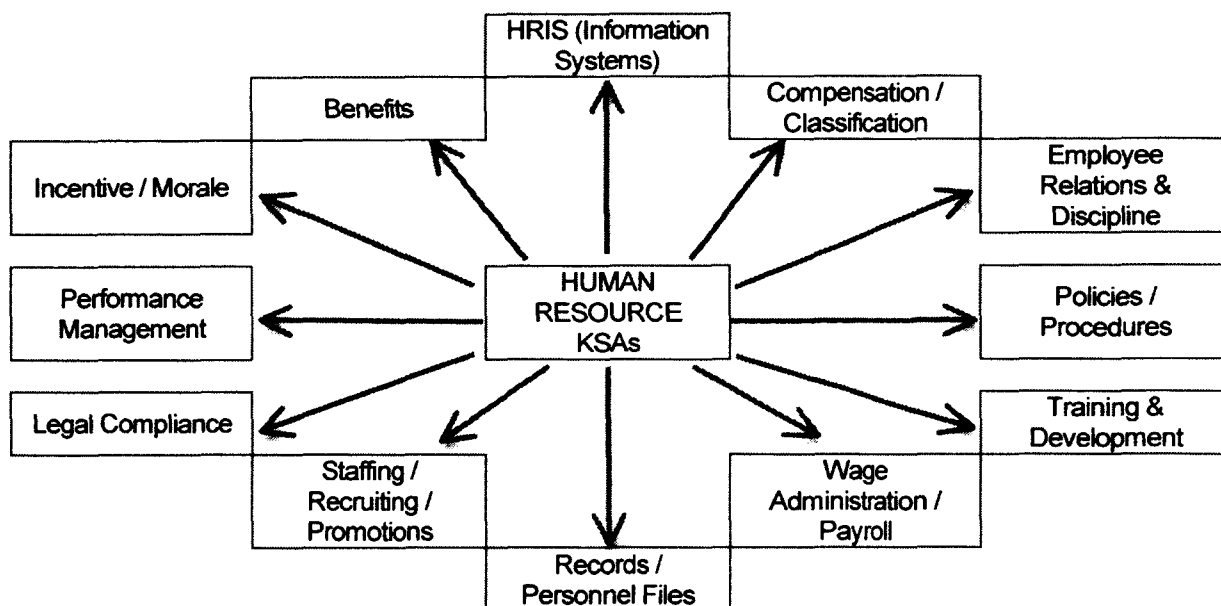 HRIS (Information
Systems)
Benefits
Compensation /
Classification
Incentive / Morale
Employee
Relations &
Discipline
HUMAN
RESOURCE
KSAs
Performance
Management
Policies /
Procedures
Legal Compliance
Training &
Development
Staffing /
Recruiting /
Promotions
Wage
Administration /
Payroll
Records /
Personnel Files